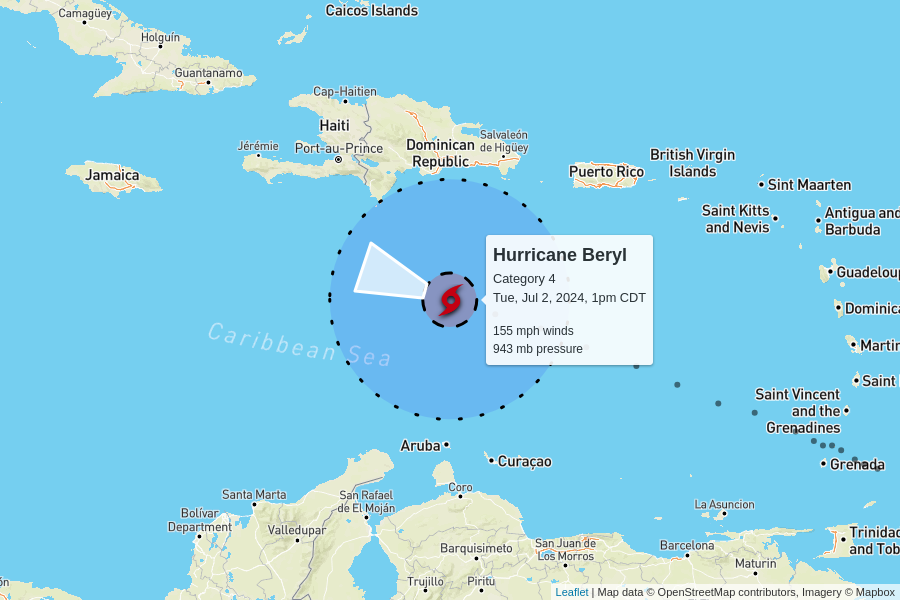 Caicos Islands
Camagüey
Holguín
Guantanamo
Cap-Haitien
Haiti
Jérémie
Port-au-Prince
Dominican
Republic
Salvaleón
de Higüey
Jamaica
Puerto Rico
British Virgin
Islands
Sint Maarten
Saint Kitts
and Nevis
Antigua and
Barbuda
Guadeloup
Dominica
Martin
Saint
Saint Vincent
and the
Grenadines
Grenada
Hurricane Beryl
Category 4
Tue, Jul 2, 2024, 1pm CDT
155 mph winds
943 mb pressure
Caribbean Sea
Aruba
Curaçao
Coro
Santa Marta
San Rafael
de El Moján
Bolívar
Department
Valledupar
La Asuncion
Barquisimeto
San Juan de
Los Morros
Barcelona
Maturin
Trinidad
and Tob
Trujillo
Piritu
ón
Leaflet | Map data © OpenStreetMap contributors, Imagery © Mapbox